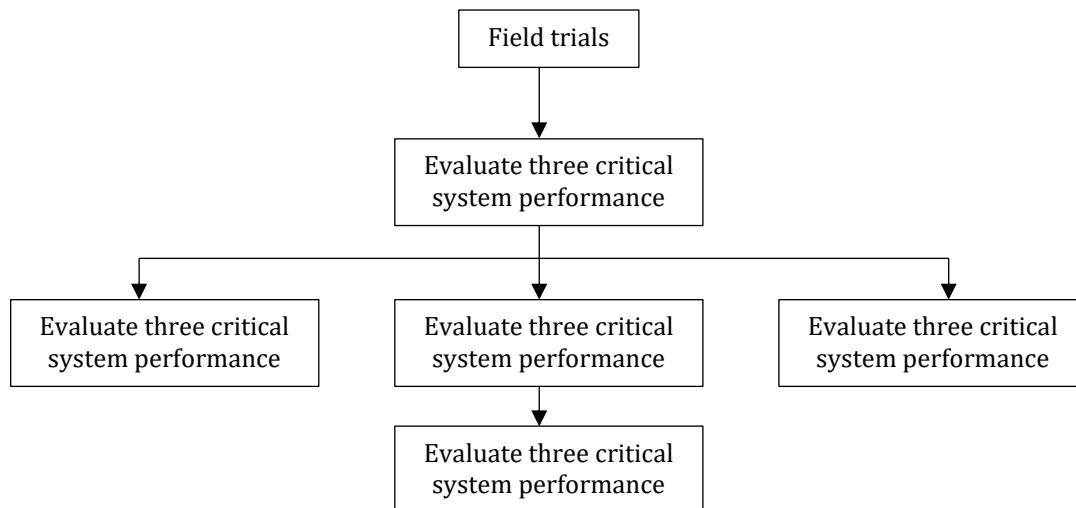 Field trials
Evaluate three critical
system performance
Evaluate three critical
system performance
Evaluate three critical
system performance
Evaluate three critical
system performance
Evaluate three critical
system performance